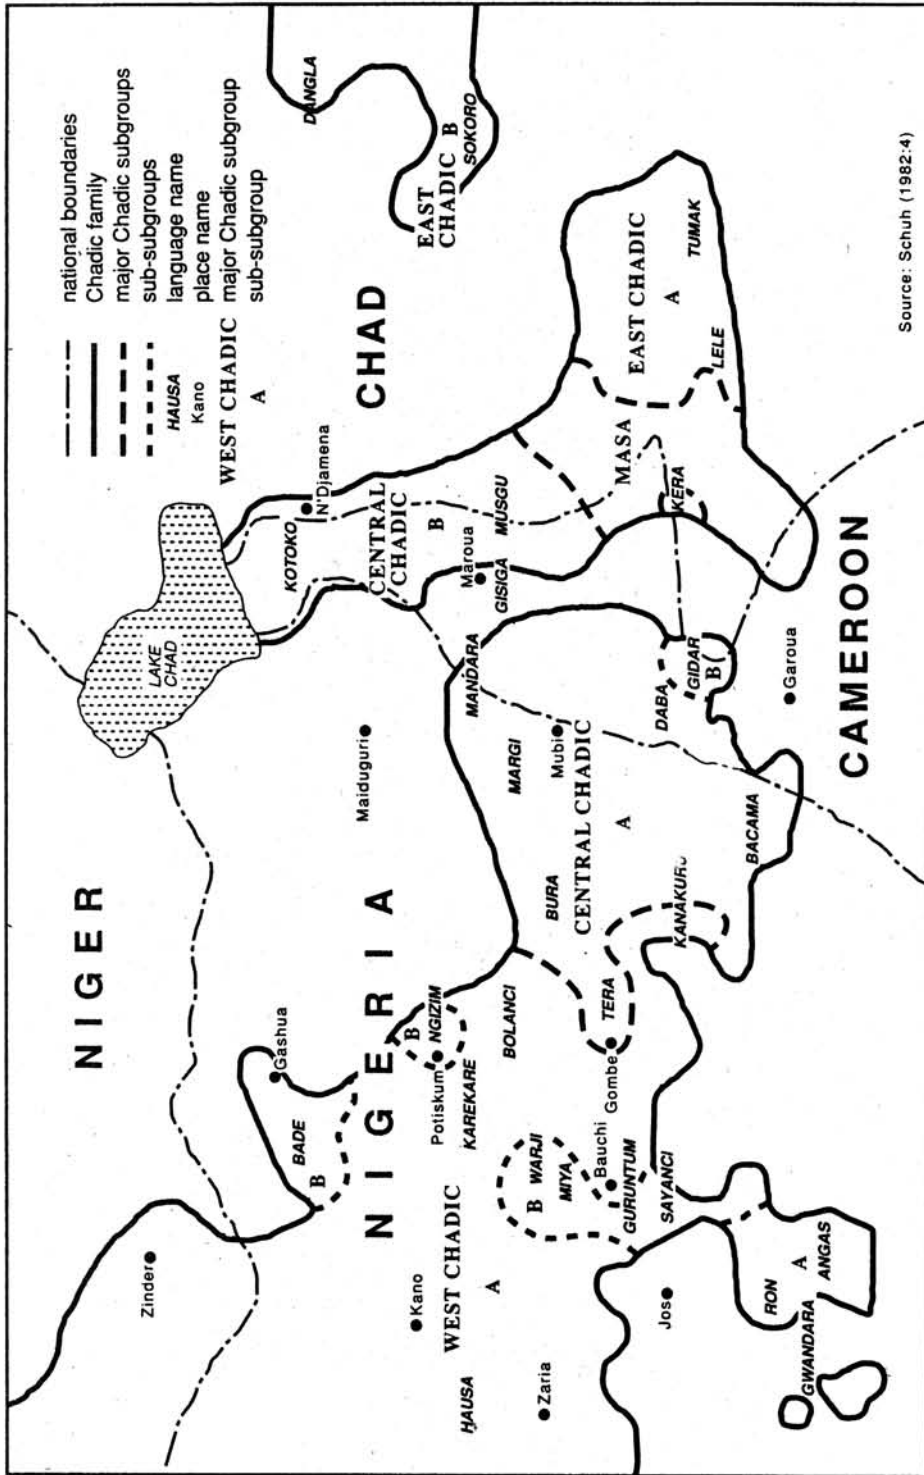 national boundaries
Chadic family
major Chadic subgroups
sub-subgroups
HAUSA language name
Kano place name
WEST CHADIC major Chadic subgroup
A sub-subgroup
NIGER
NIGERIA
CHAD
CAMEROON
LAKE
CHAD
Zinder
Gashua
BADE
B
Kano
HAUSA
WEST CHADIC
A
Zaria
Potiskum
B
NGIZIM
KAREKARE
BOLANCI
B
WARJI
MIYA
Bauchi
Gombe
GURUNTUM
SAYANCI
Jos
RON
A
ANGAS
GWANDARA
TERA
KANAKURU
BURA
CENTRAL CHADIC
A
MARGI
Mubi
MANDARA
Maiduguri
BACAMA
DABA
GIDAR
B(
Garoua
KOTOKO
N'Djamena
CENTRAL
CHADIC
B
Maroua
GISIGA
MUSGU
MASA
KERA
EAST CHADIC
A
LELE
TUMAK
DANGLA
EAST
CHADIC B
SOKORO
Source: Schuh (1982:4)